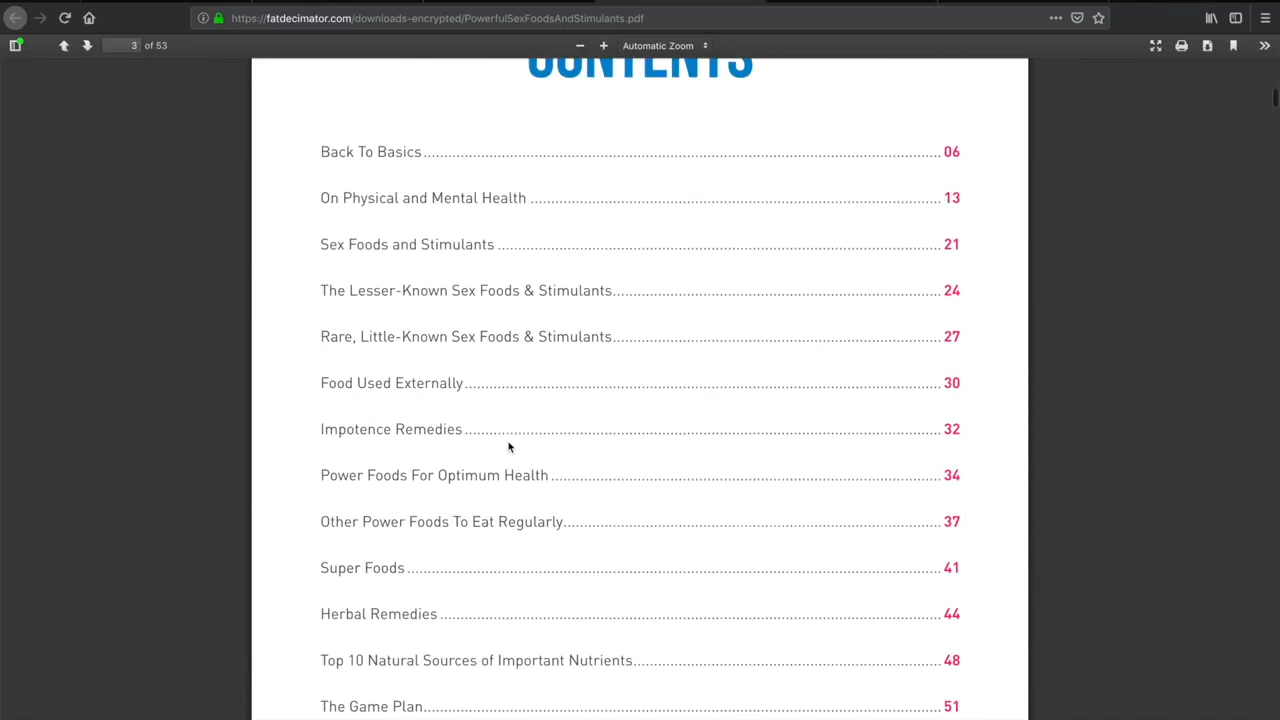 https://fatdecimator.com/downloads-encrypted/PowerfulSexFoodsAndStimulants.pdf
3 of 53
Automatic Zoom
CONTENTS
Back To Basics 06
On Physical and Mental Health 13
Sex Foods and Stimulants 21
The Lesser-Known Sex Foods & Stimulants 24
Rare, Little-Known Sex Foods & Stimulants 27
Food Used Externally 30
Impotence Remedies 32
Power Foods For Optimum Health 34
Other Power Foods To Eat Regularly 37
Super Foods 41
Herbal Remedies 44
Top 10 Natural Sources of Important Nutrients 48
The Game Plan 51